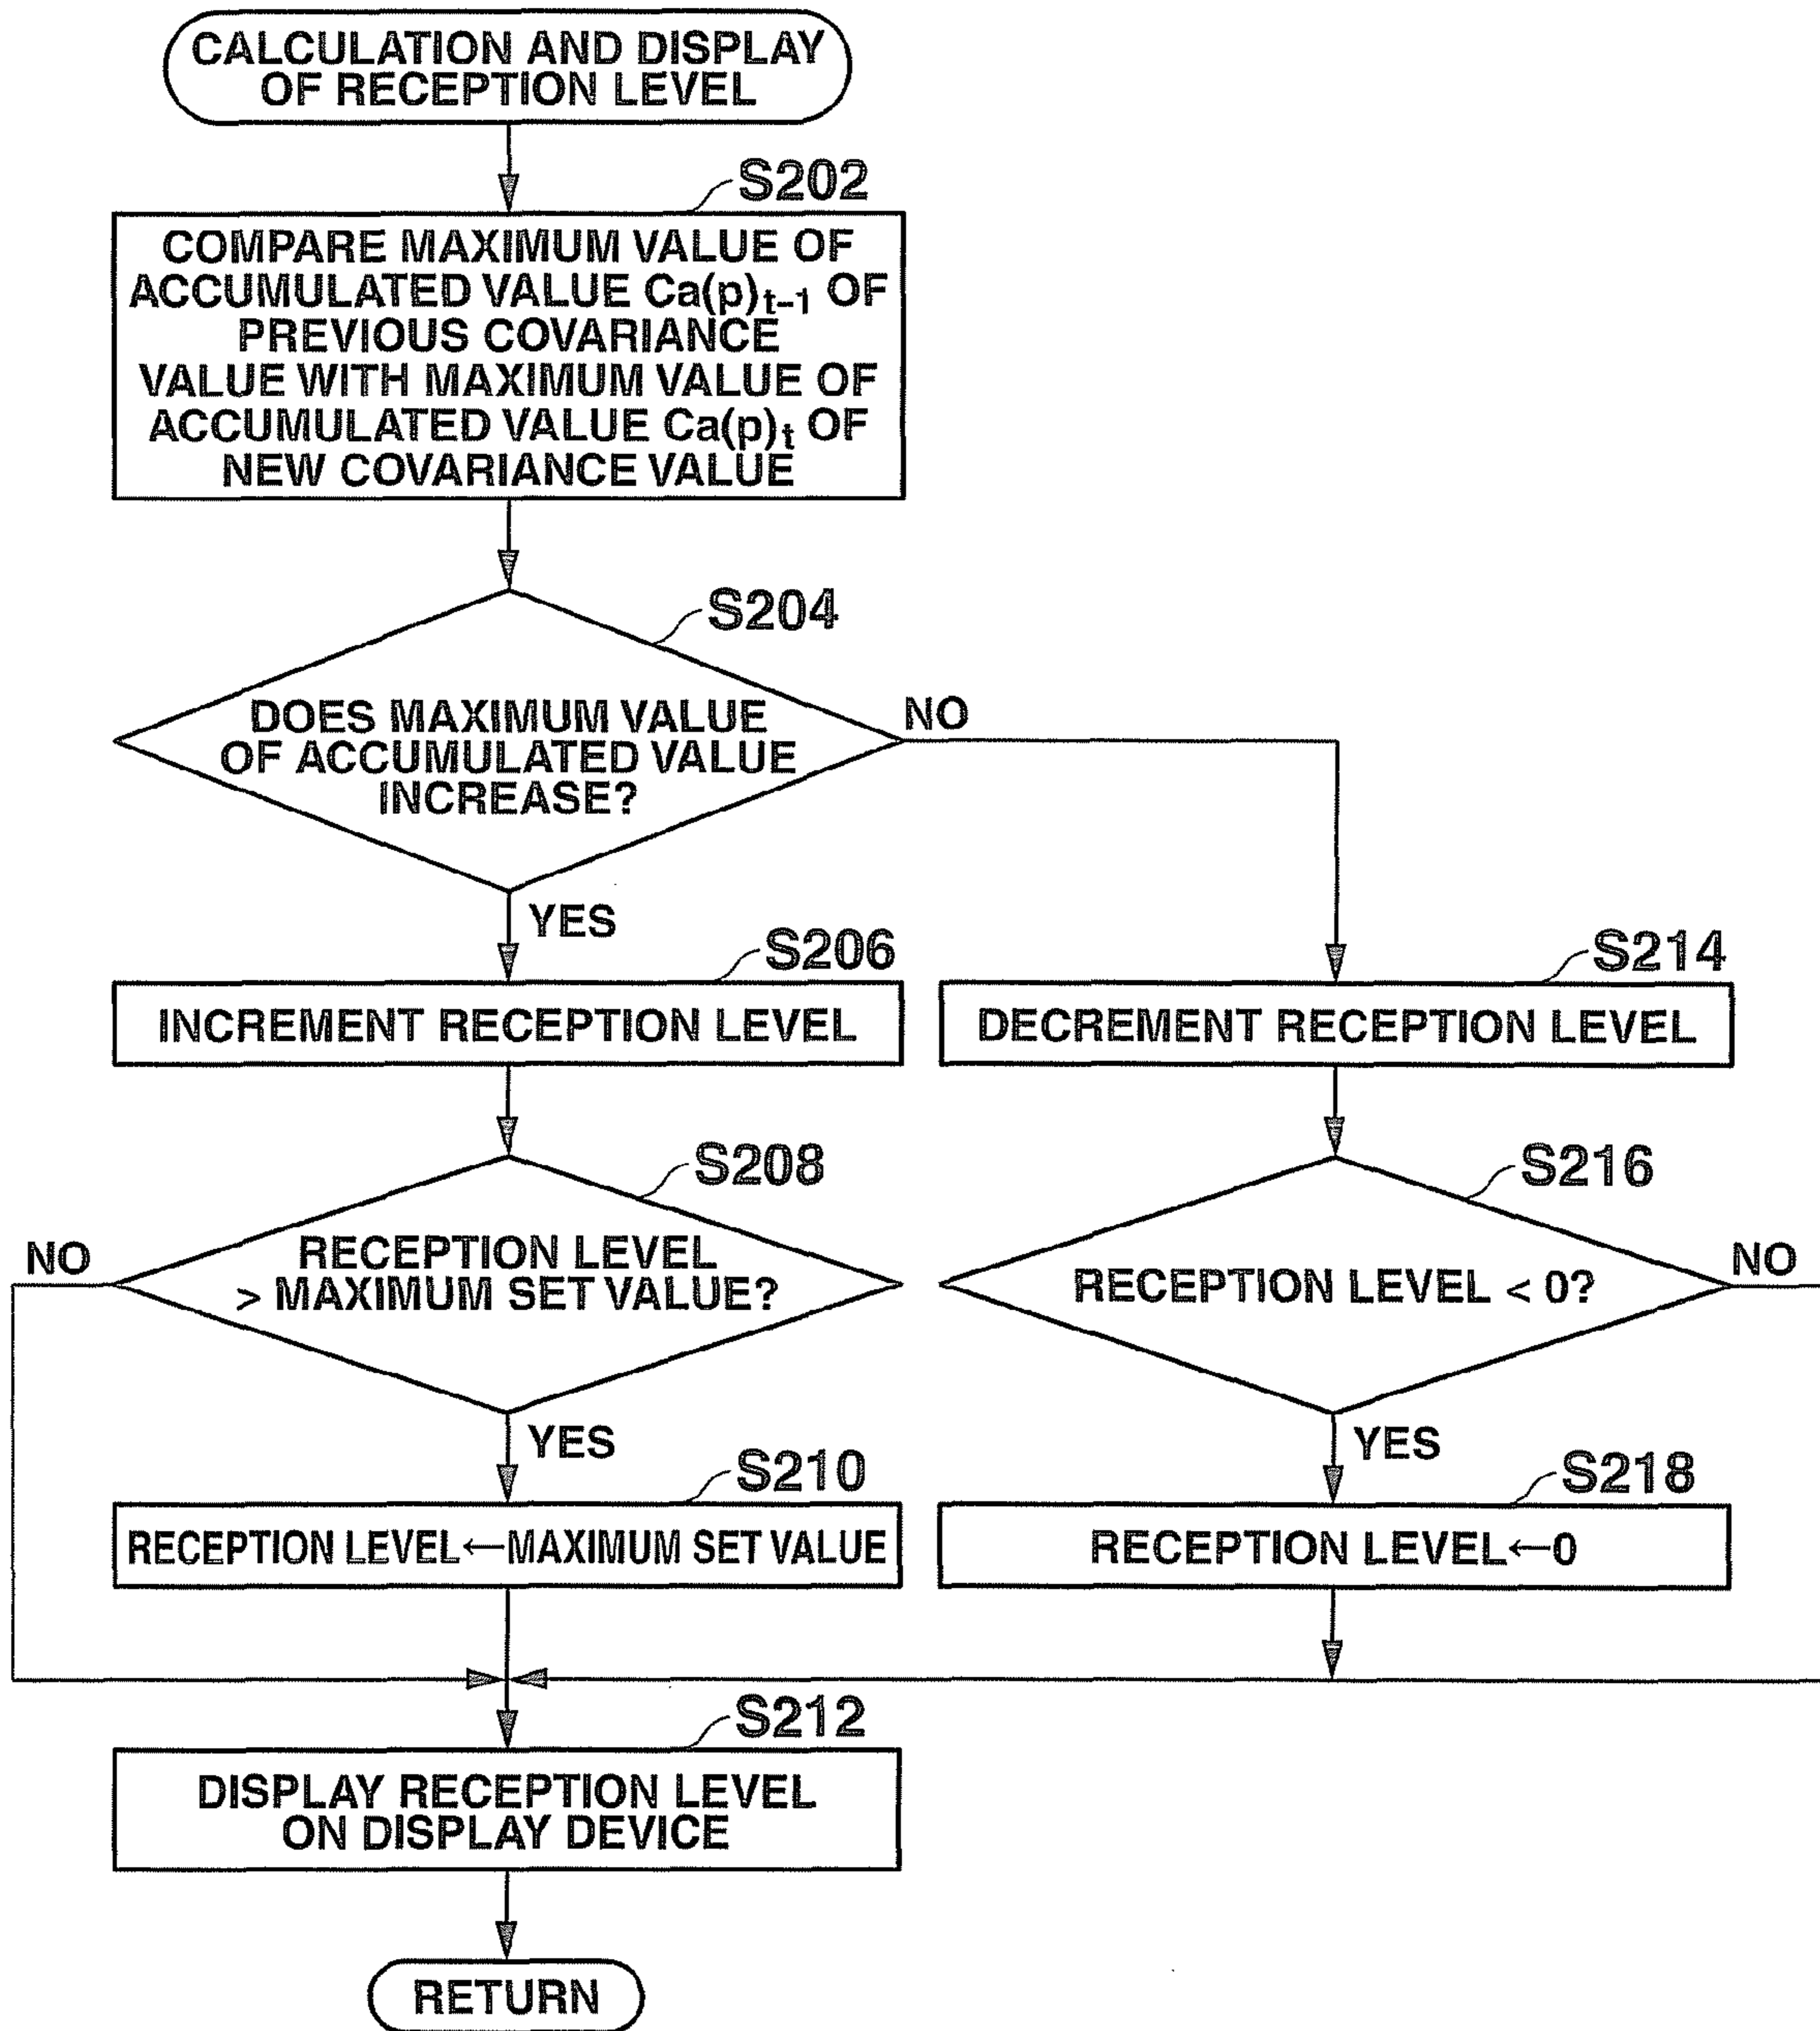 CALCULATION AND DISPLAY
OF RECEPTION LEVEL
S202
COMPARE MAXIMUM VALUE OF
ACCUMULATED VALUE Ca(p)t-1 OF
PREVIOUS COVARIANCE
VALUE WITH MAXIMUM VALUE OF
ACCUMULATED VALUE Ca(p)t OF
NEW COVARIANCE VALUE
S204
DOES MAXIMUM VALUE
OF ACCUMULATED VALUE
INCREASE?
NO
YES
S206
INCREMENT RECEPTION LEVEL
S214
DECREMENT RECEPTION LEVEL
S208
RECEPTION LEVEL
> MAXIMUM SET VALUE?
NO
YES
S216
RECEPTION LEVEL < 0?
NO
YES
S210
RECEPTION LEVEL←MAXIMUM SET VALUE
S218
RECEPTION LEVEL←0
S212
DISPLAY RECEPTION LEVEL
ON DISPLAY DEVICE
RETURN